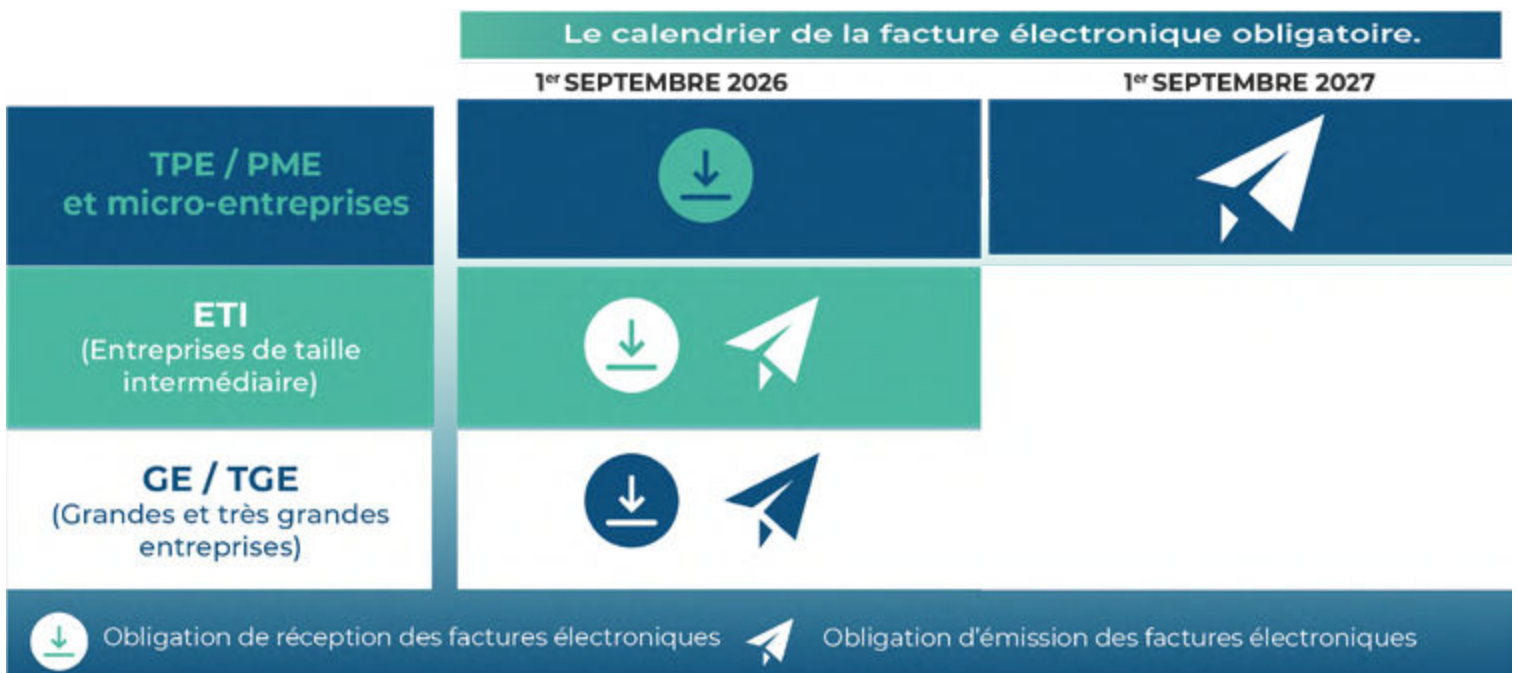 Le calendrier de la facture électronique obligatoire.
1er SEPTEMBRE 2026
1er SEPTEMBRE 2027
TPE / PME
et micro-entreprises
ETI
(Entreprises de taille
intermédiaire)
GE / TGE
(Grandes et très grandes
entreprises)
Obligation de réception des factures électroniques
Obligation d'émission des factures électroniques